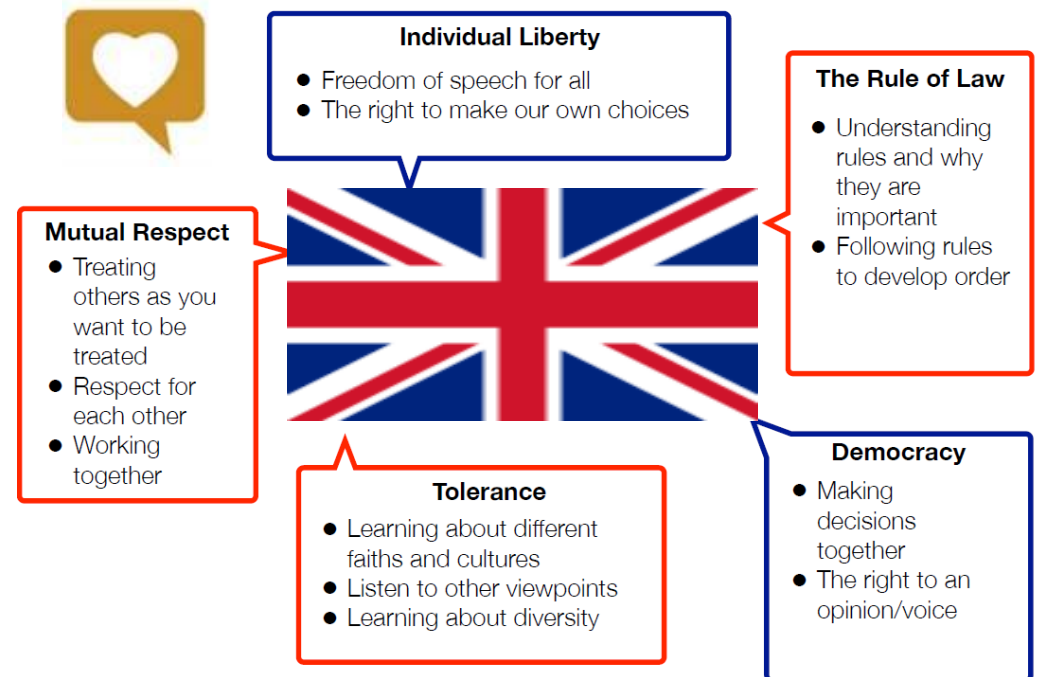 Individual Liberty
● Freedom of speech for all
● The right to make our own choices
The Rule of Law
● Understanding
rules and why
they are
important
● Following rules
to develop order
Mutual Respect
● Treating
others as you
want to be
treated
● Respect for
each other
● Working
together
Tolerance
● Learning about different
faiths and cultures
● Listen to other viewpoints
● Learning about diversity
Democracy
● Making
decisions
together
● The right to an
opinion/voice